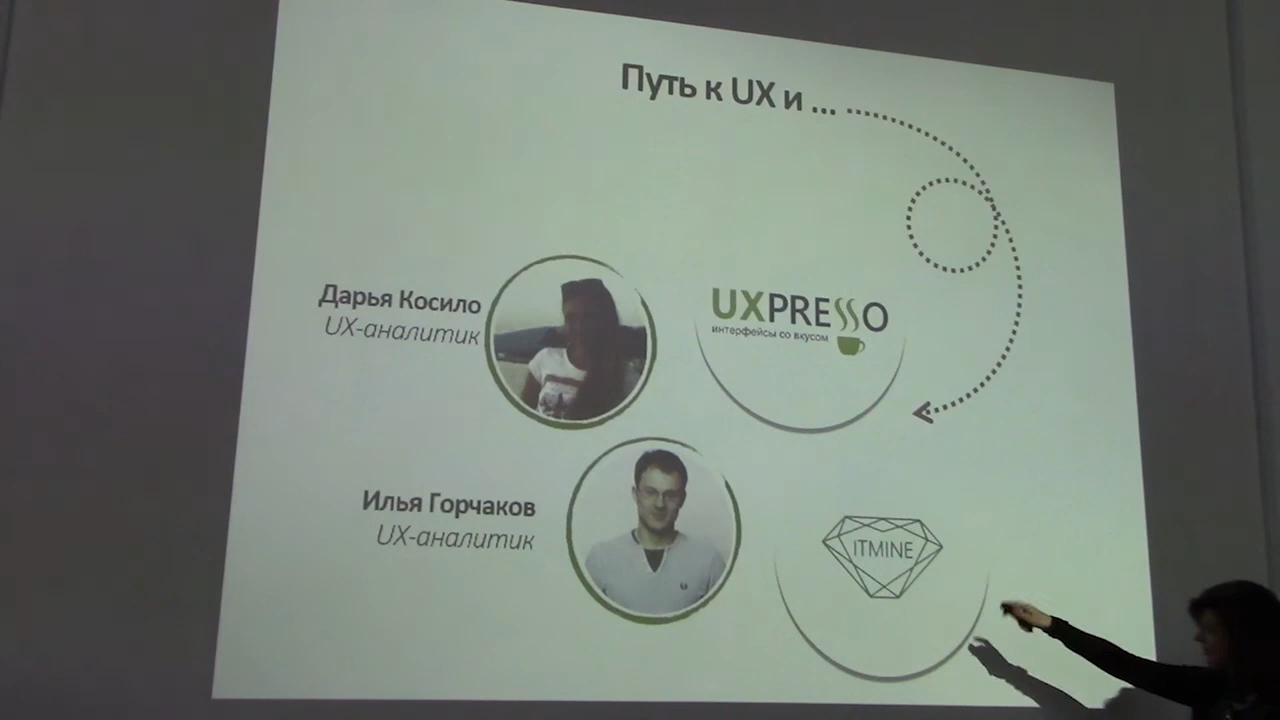 Путь к UX и ...
Дарья Косило
UX-аналитик
UXPRESSO
интерфейсы со вкусом
Илья Горчаков
UX-аналитик
ITMINE